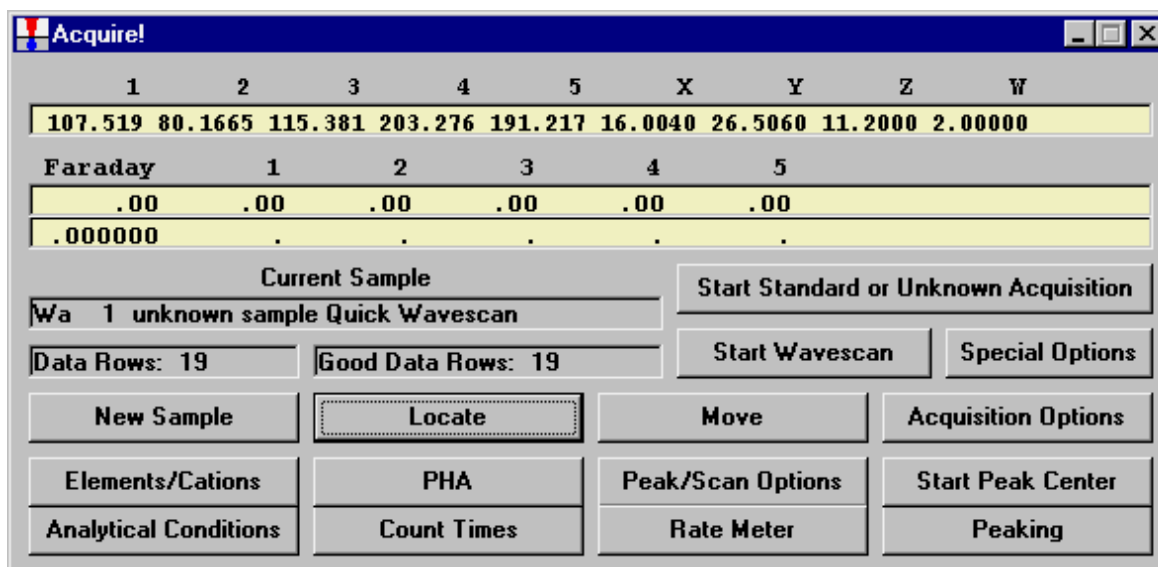 Acquire!
1 2 3 4 5 X Y Z W
107.519 80.1665 115.381 203.276 191.217 16.0040 26.5060 11.2000 2.00000
Faraday 1 2 3 4 5
.00 .00 .00 .00 .00 .00
.000000 . . . . .
Current Sample
Start Standard or Unknown Acquisition
Wa 1 unknown sample Quick Wavescan
Data Rows: 19 Good Data Rows: 19 Start Wavescan Special Options
New Sample Locate Move Acquisition Options
Elements/Cations PHA Peak/Scan Options Start Peak Center
Analytical Conditions Count Times Rate Meter Peaking